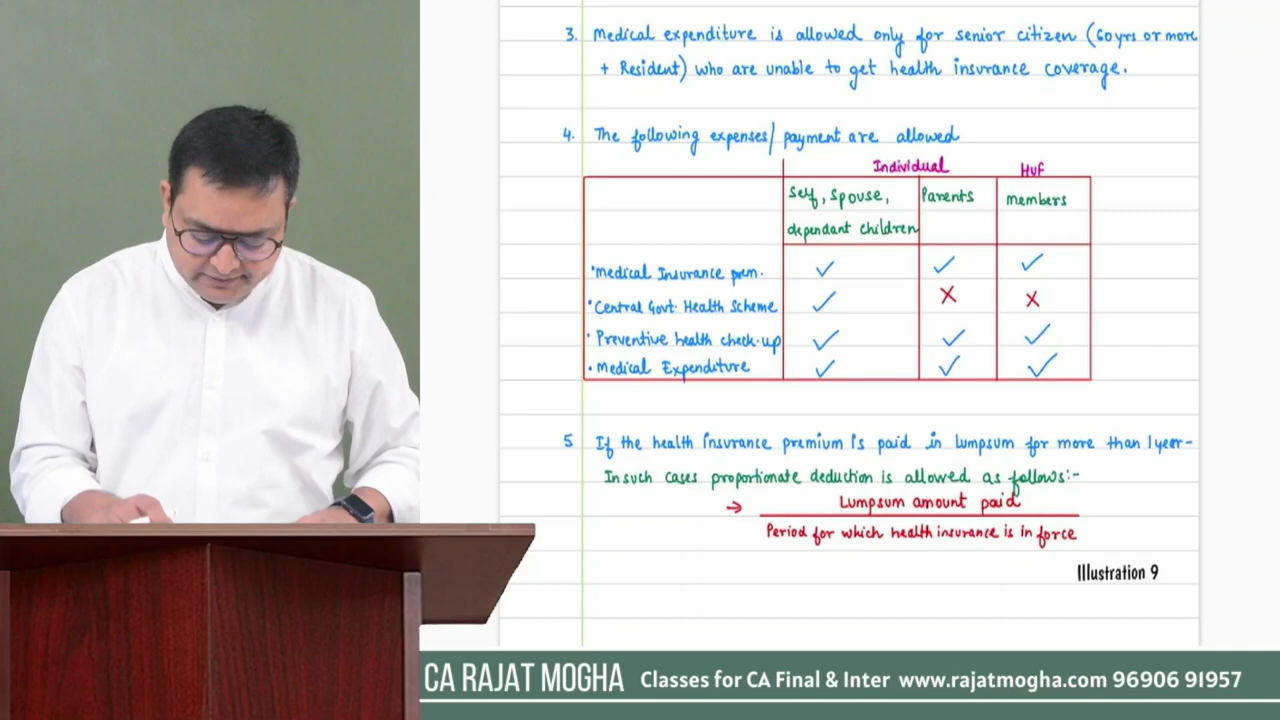 3. Medical expenditure is allowed only for senior citizen (60 yrs or more
+ Resident) who are unable to get health insurance coverage.
4. The following expenses/ payment are allowed
Individual HUF
Self, Spouse, Parents members
dependant children
• Medical Insurance prem. ✓ ✓ ✓
• Central Govt. Health Scheme ✓ X X
• Preventive health check-up ✓ ✓ ✓
• Medical Expenditure ✓ ✓ ✓
5 If the health insurance premium is paid in lumpsum for more than 1 year-
In such cases proportionate deduction is allowed as follows:-
→ Lumpsum amount paid
Period for which health insurance is in force
Illustration 9
CA RAJAT MOGHA Classes for CA Final & Inter www.rajatmogha.com 96906 91957